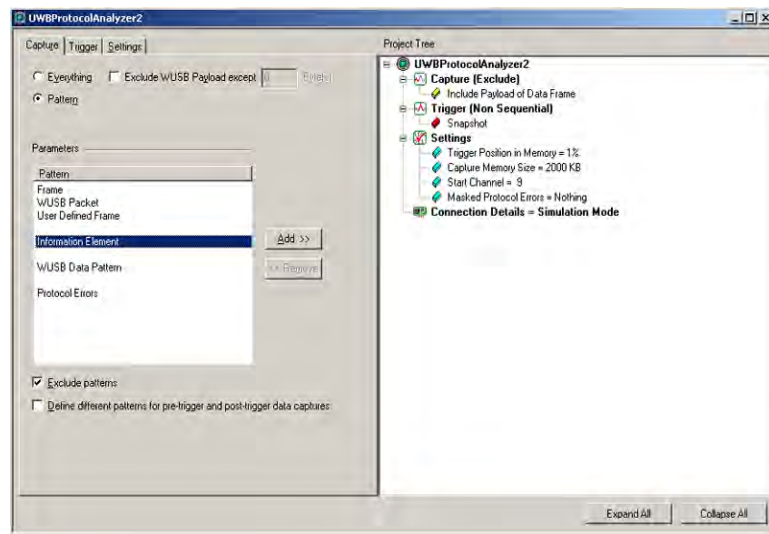 UWBProtocolAnalyzer2
Capture Trigger Settings
Everything Exclude WUSB Payload except
Pattern
Parameters
Pattern
Frame
WUSB Packet
User Defined Frame
Information Element
WUSB Data Pattern
Protocol Errors
Add >>
<< Remove
Exclude patterns
Define different patterns for pre-trigger and post-trigger data captures
Project Tree
UWBProtocolAnalyzer2
Capture (Exclude)
Include Payload of Data Frame
Trigger (Non Sequential)
Snapshot
Settings
Trigger Position in Memory = 1%
Capture Memory Size = 2000 KB
Start Channel = 9
Masked Protocol Errors = Nothing
Connection Details = Simulation Mode
Expand All Collapse All